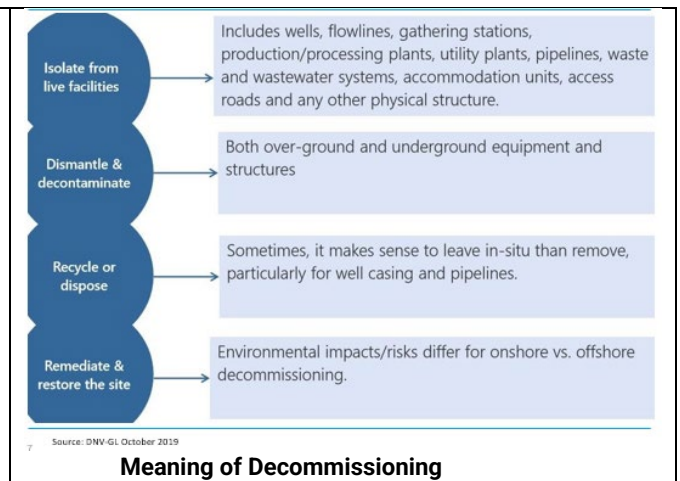 Isolate from
live facilities
Includes wells, flowlines, gathering stations,
production/processing plants, utility plants, pipelines, waste
and wastewater systems, accommodation units, access
roads and any other physical structure.
Dismantle &
decontaminate
Both over-ground and underground equipment and
structures
Recycle or
dispose
Sometimes, it makes sense to leave in-situ than remove,
particularly for well casing and pipelines.
Remediate &
restore the site
Environmental impacts/risks differ for onshore vs. offshore
decommissioning.
7
Source: DNV-GL October 2019
Meaning of Decommissioning